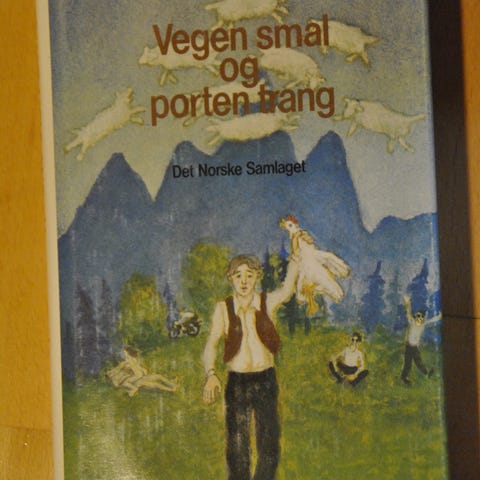 Vegen smal
og
porten trang
Det Norske Samlaget